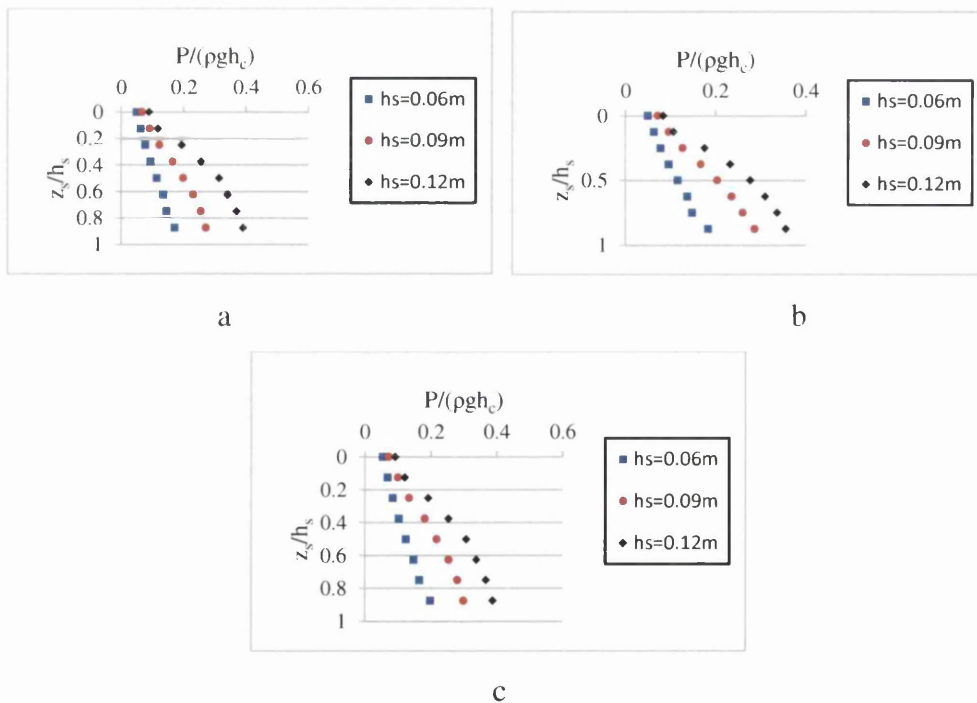 P/(ρgh_c)
0 0.2 0.4 0.6
0
0.2
0.4
0.6
0.8
1
z_s/h_s
hs=0.06m
hs=0.09m
hs=0.12m
a
P/(ρgh_c)
0 0.2 0.4
0
0.5
1
z_s/h_s
hs=0.06m
hs=0.09m
hs=0.12m
b
P/(ρgh_c)
0 0.2 0.4 0.6
0
0.2
0.4
0.6
0.8
1
z_s/h_s
hs=0.06m
hs=0.09m
hs=0.12m
c